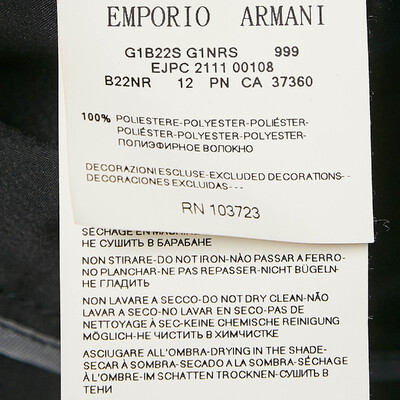 EMPORIO ARMANI
G1B22S G1NRS 999
EJPC 2111 00108
B22NR 12 PN CA 37360
100% POLIESTERE-POLYESTER-POLIÉSTER-
POLIÉSTER-POLYESTER-POLYESTER-
ПОЛИЭФИРНОЕ ВОЛОКНО
DECORAZIONI ESCLUSE-EXCLUDED DECORATIONS--
DECORACIONES EXCLUIDAS---
RN 103723
SÉCHAGE EN
НЕ СУШИТЬ В БАРАБАНЕ
NON STIRARE-DO NOT IRON-NÃO PASSAR A FERRO-
NO PLANCHAR-NE PAS REPASSER-NICHT BÜGELN-
НЕ ГЛАДИТЬ
NON LAVARE A SECCO-DO NOT DRY CLEAN-NÃO
LAVAR A SECO-NO LAVAR EN SECO-PAS DE
NETTOYAGE À SEC-KEINE CHEMISCHE REINIGUNG
MÖGLICH-НЕ ЧИСТИТЬ В ХИМЧИСТКЕ
ASCIUGARE ALL'OMBRA-DRYING IN THE SHADE-
SECAR À SOMBRA-SECADO A LA SOMBRA-SÉCHAGE
À L'OMBRE-IM SCHATTEN TROCKNEN-СУШИТЬ В
ТЕНИ